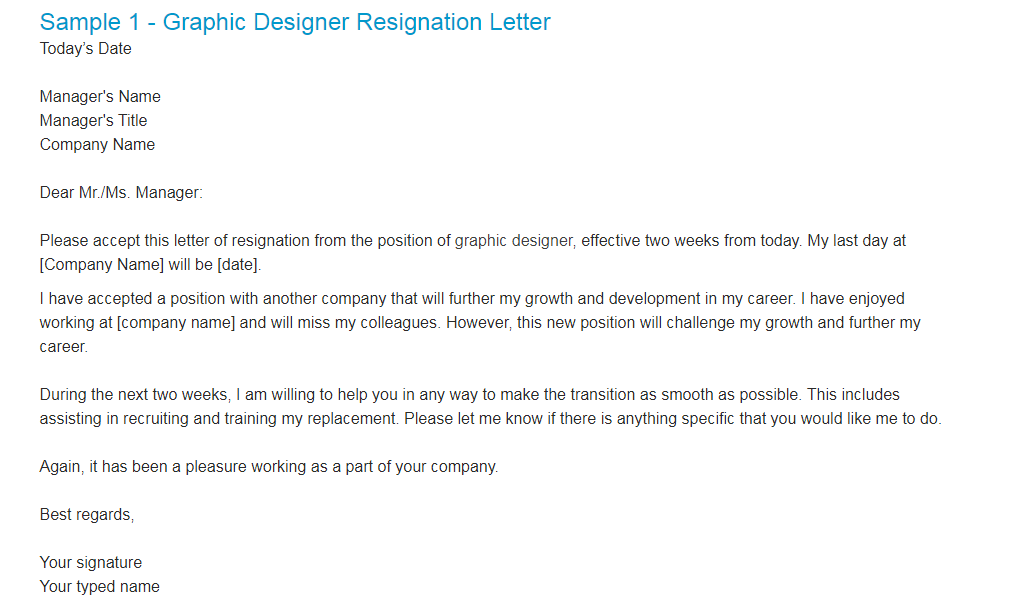 Sample 1 - Graphic Designer Resignation Letter
Today's Date
Manager's Name
Manager's Title
Company Name
Dear Mr./Ms. Manager:
Please accept this letter of resignation from the position of graphic designer, effective two weeks from today. My last day at
[Company Name] will be [date].
I have accepted a position with another company that will further my growth and development in my career. I have enjoyed
working at [company name] and will miss my colleagues. However, this new position will challenge my growth and further my
career.
During the next two weeks, I am willing to help you in any way to make the transition as smooth as possible. This includes
assisting in recruiting and training my replacement. Please let me know if there is anything specific that you would like me to do.
Again, it has been a pleasure working as a part of your company.
Best regards,
Your signature
Your typed name